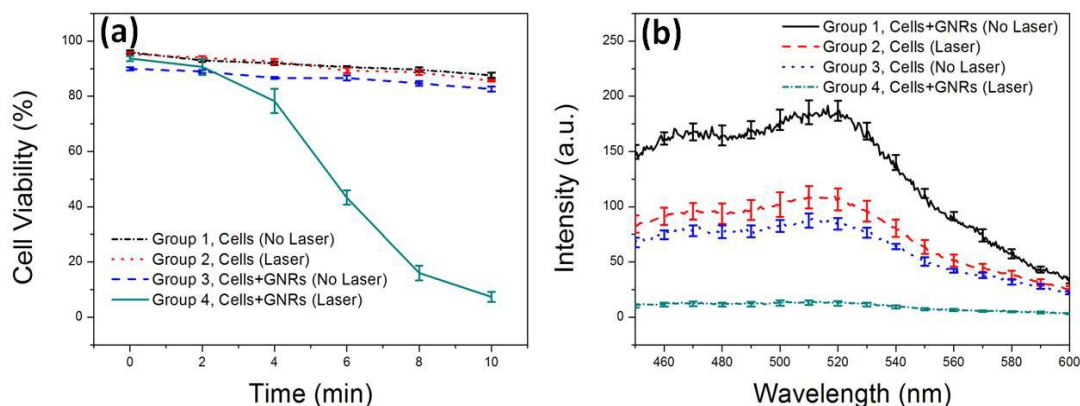 (a)
Cell Viability (%)
100
80
60
40
20
0
Group 1, Cells (No Laser)
Group 2, Cells (Laser)
Group 3, Cells+GNRs (No Laser)
Group 4, Cells+GNRs (Laser)
0 2 4 6 8 10
Time (min)
(b)
Intensity (a.u.)
250
200
150
100
50
0
Group 1, Cells+GNRs (No Laser)
Group 2, Cells (Laser)
Group 3, Cells (No Laser)
Group 4, Cells+GNRs (Laser)
460 480 500 520 540 560 580 600
Wavelength (nm)